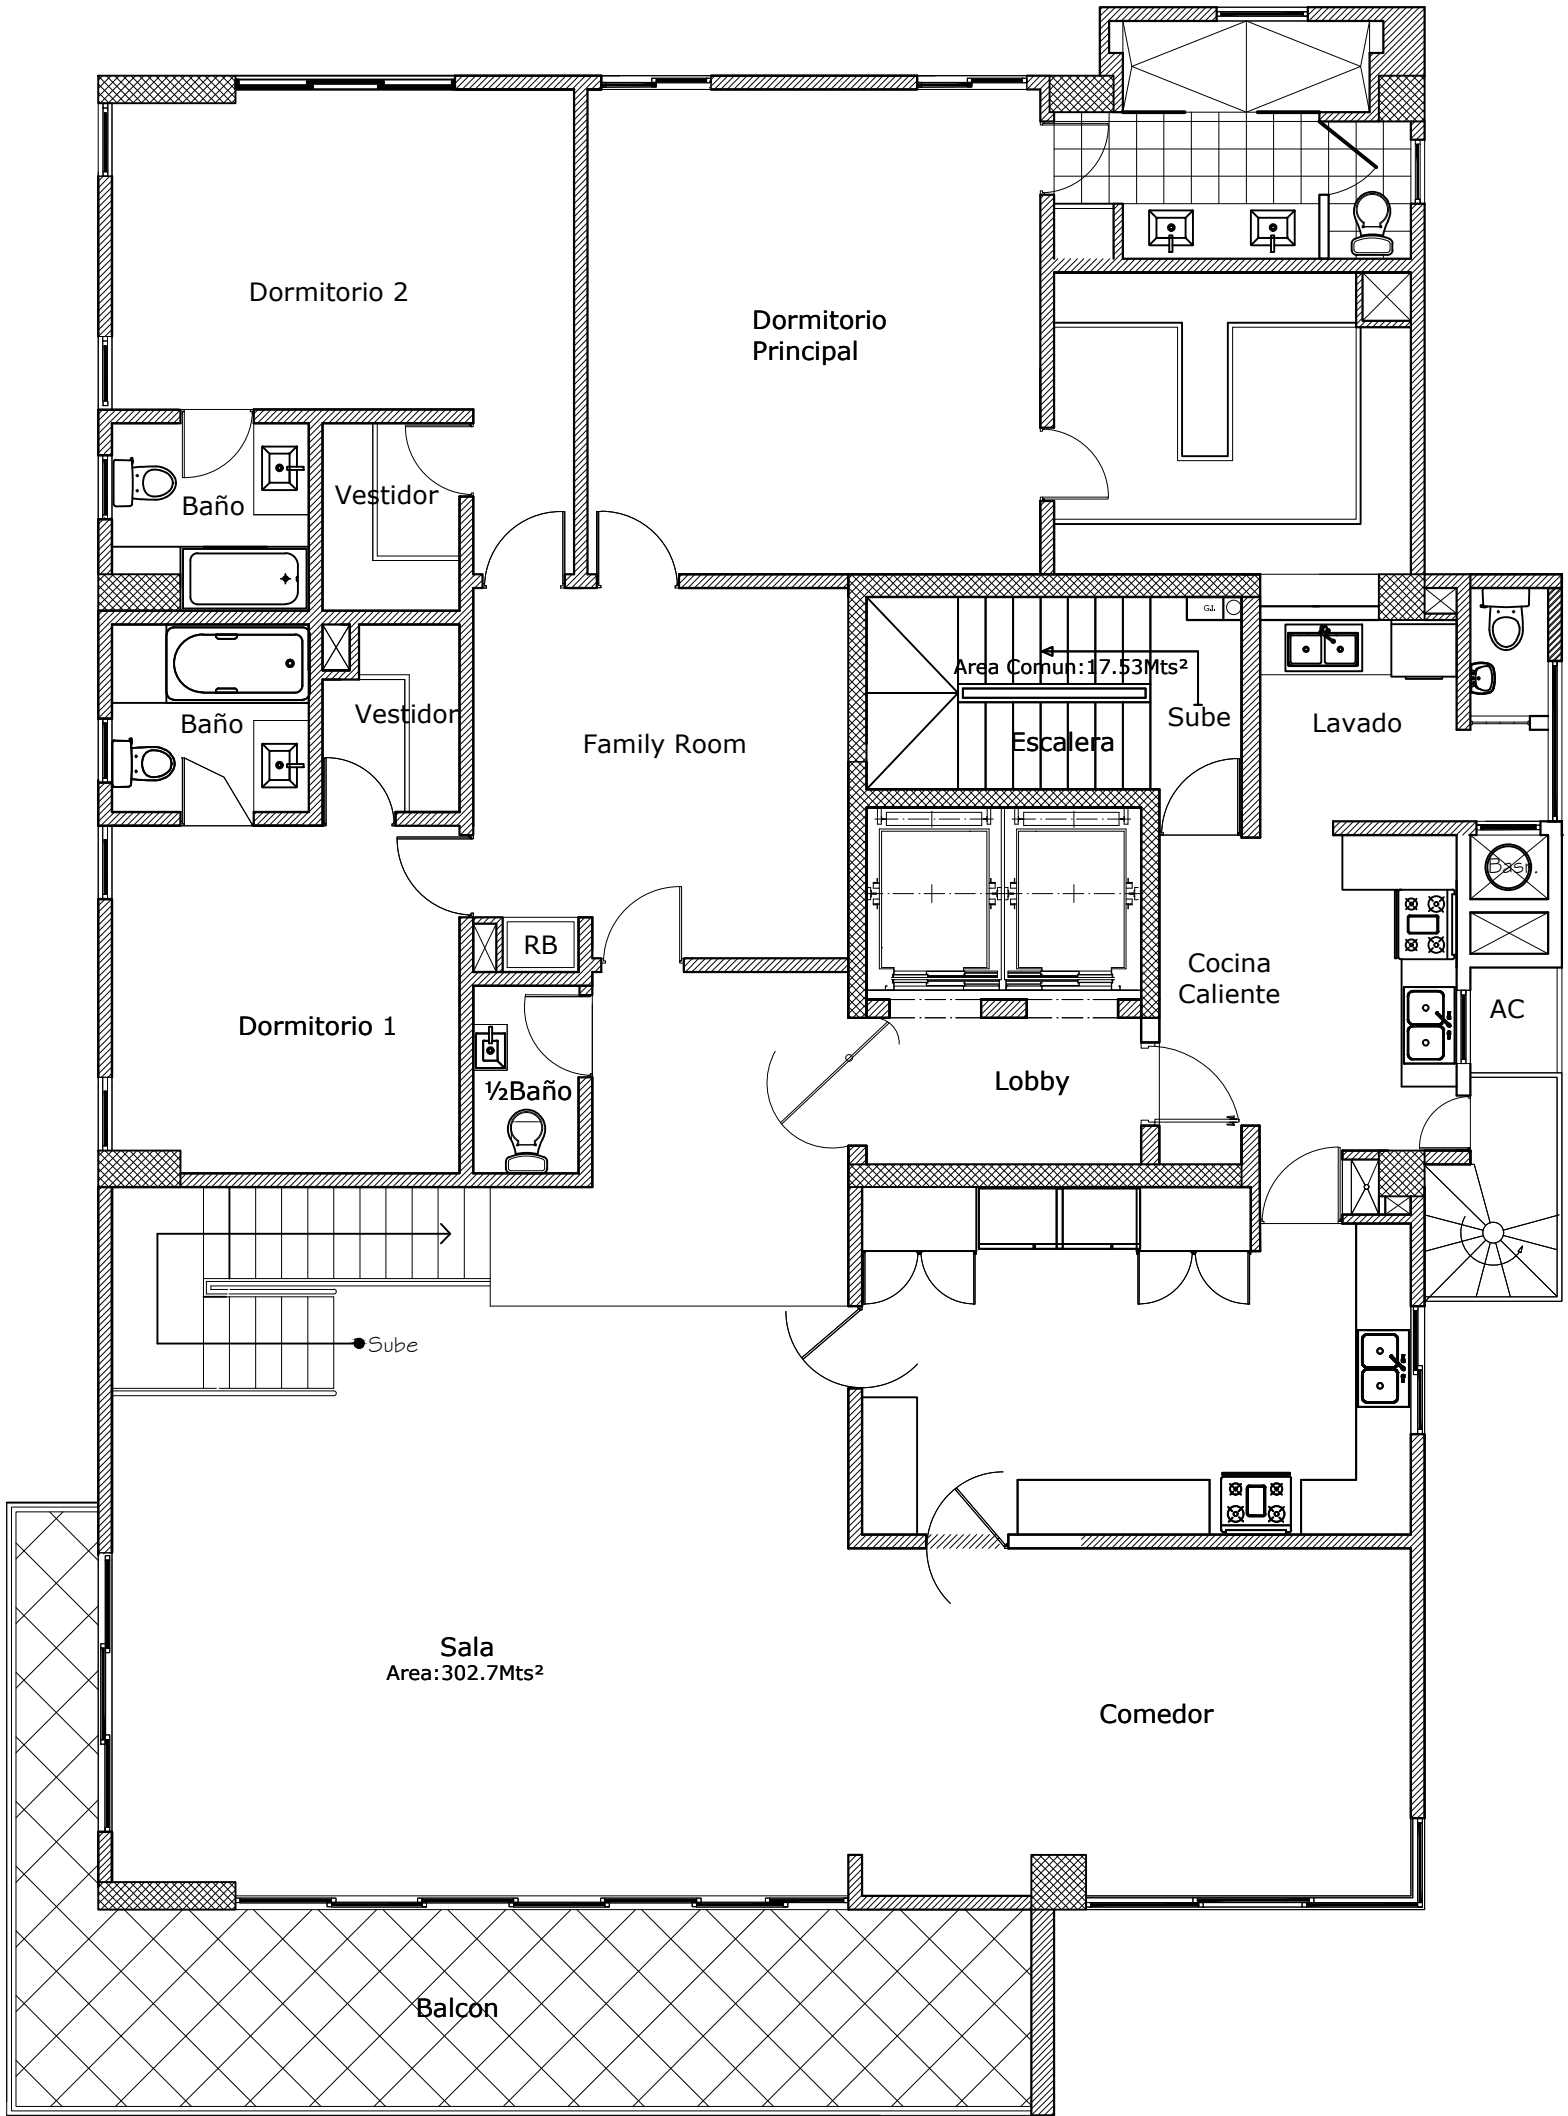 Dormitorio 2
Dormitorio
Principal
Baño
Vestidor
G.I.
Area Comun:17.53Mts²
Sube
Escalera
Lavado
Baño
Vestidor
Family Room
Basr.
RB
Cocina
Caliente
AC
Dormitorio 1
½Baño
Lobby
Sube
Sala
Area:302.7Mts²
Comedor
Balcon